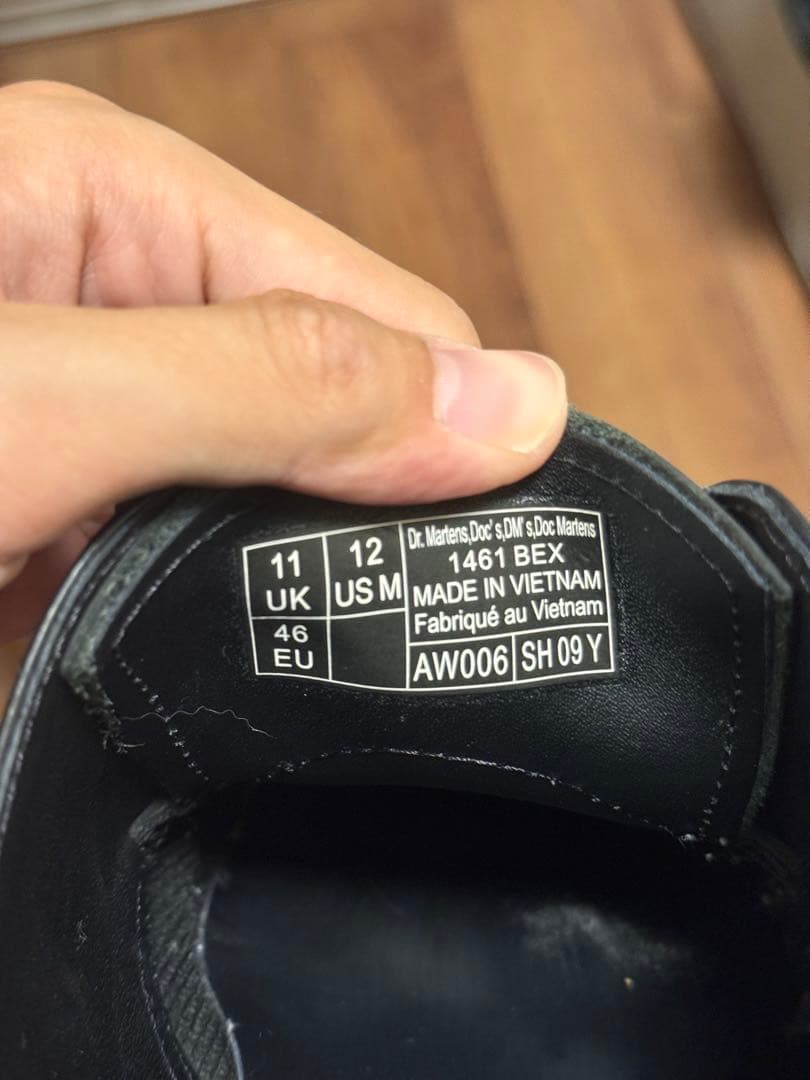 11
UK
12
US M
46
EU
Dr. Martens,Doc's,DM's,Doc Martens
1461 BEX
MADE IN VIETNAM
Fabriqué au Vietnam
AW006
SH 09 Y